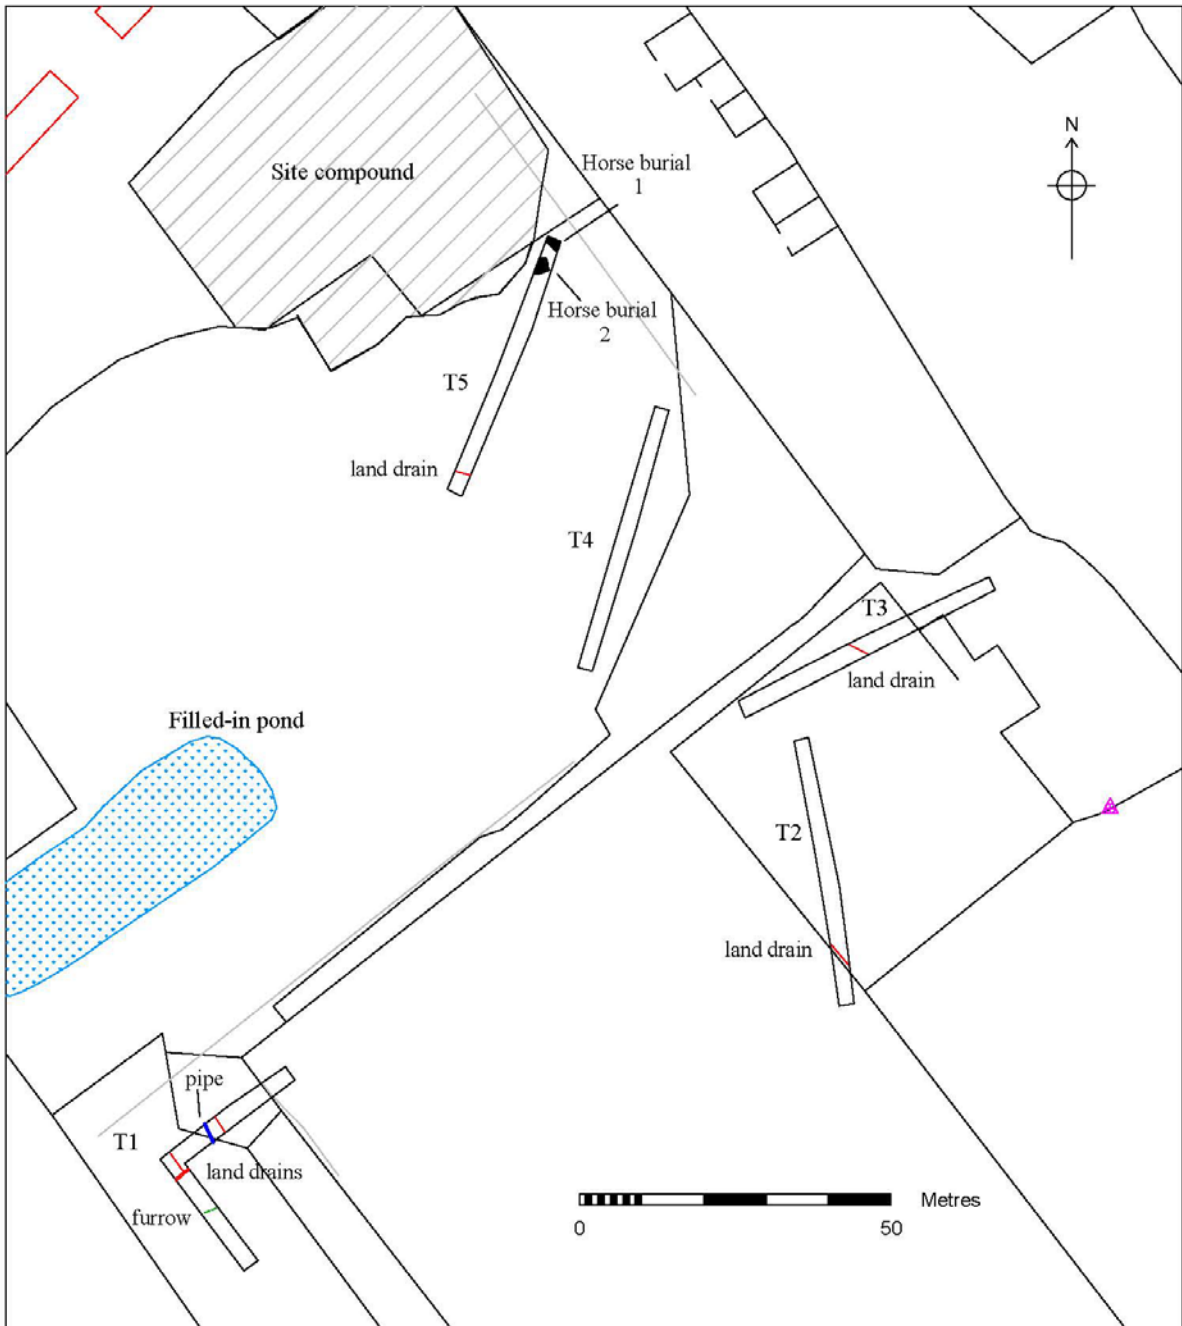 N
Horse burial
1
Site compound
Horse burial
2
T5
land drain
T4
T3
land drain
Filled-in pond
T2
land drain
pipe
T1
land drains
furrow
Metres
0
50